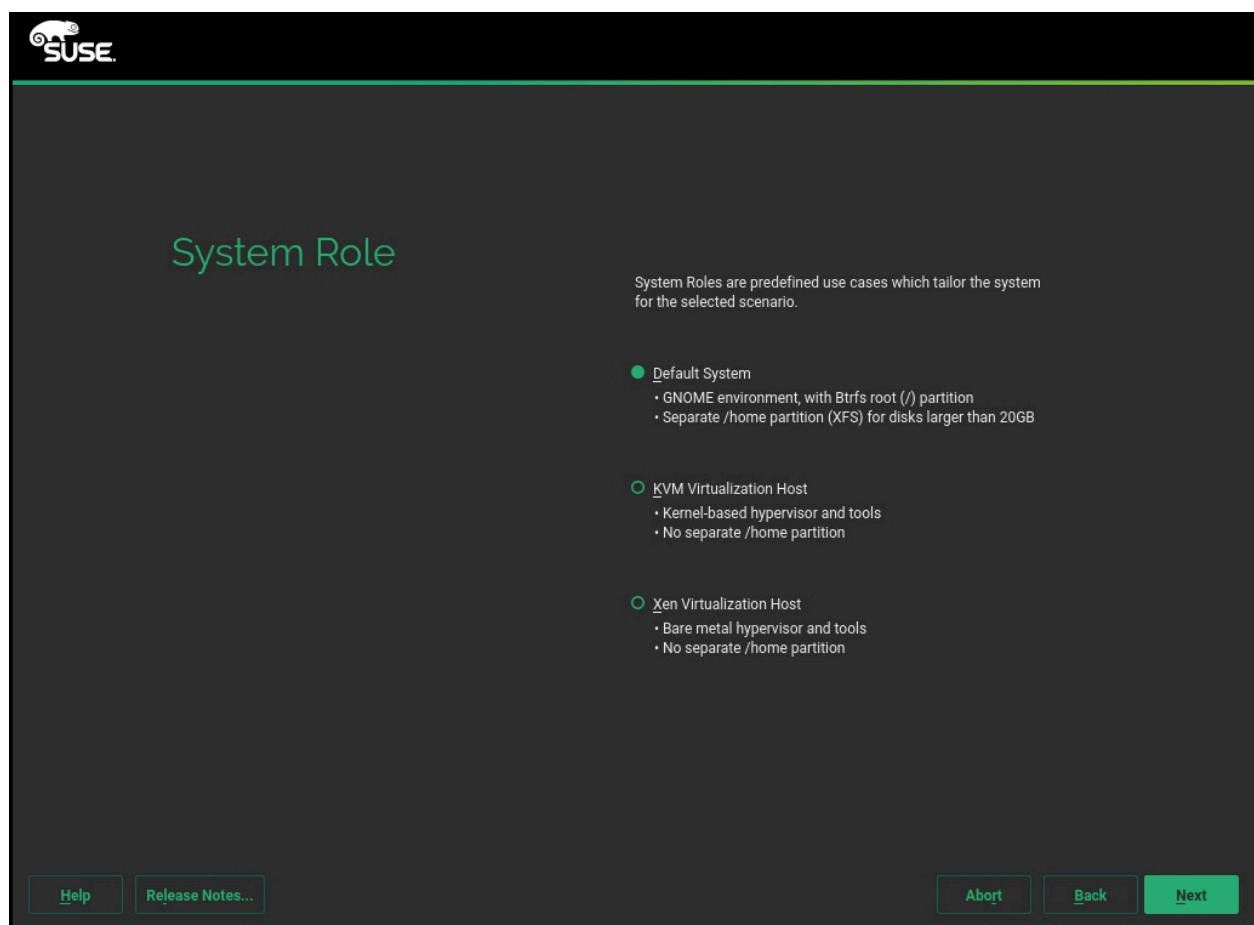 SUSE.
System Role
System Roles are predefined use cases which tailor the system
for the selected scenario.
Default System
• GNOME environment, with Btrfs root (/) partition
• Separate /home partition (XFS) for disks larger than 20GB
KVM Virtualization Host
• Kernel-based hypervisor and tools
• No separate /home partition
Xen Virtualization Host
• Bare metal hypervisor and tools
• No separate /home partition
Help
Release Notes...
Abort
Back
Next